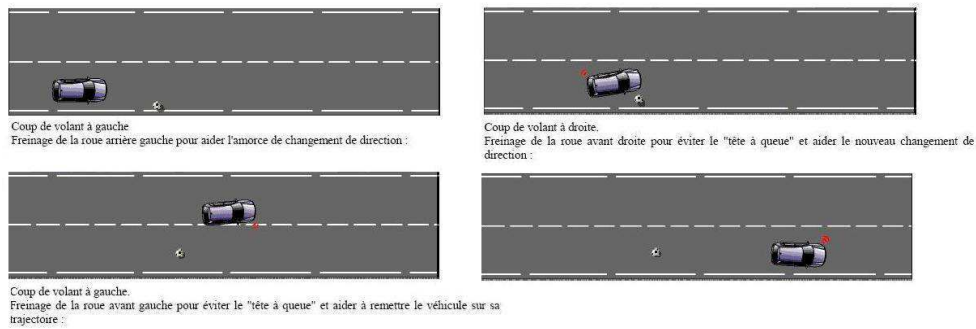 Coup de volant à gauche
Freinage de la roue arrière gauche pour aider l'amorce de changement de direction :
Coup de volant à droite.
Freinage de la roue avant droite pour éviter le "tête à queue" et aider le nouveau changement de
direction :
Coup de volant à gauche.
Freinage de la roue avant gauche pour éviter le "tête à queue" et aider à remettre le véhicule sur sa
trajectoire :